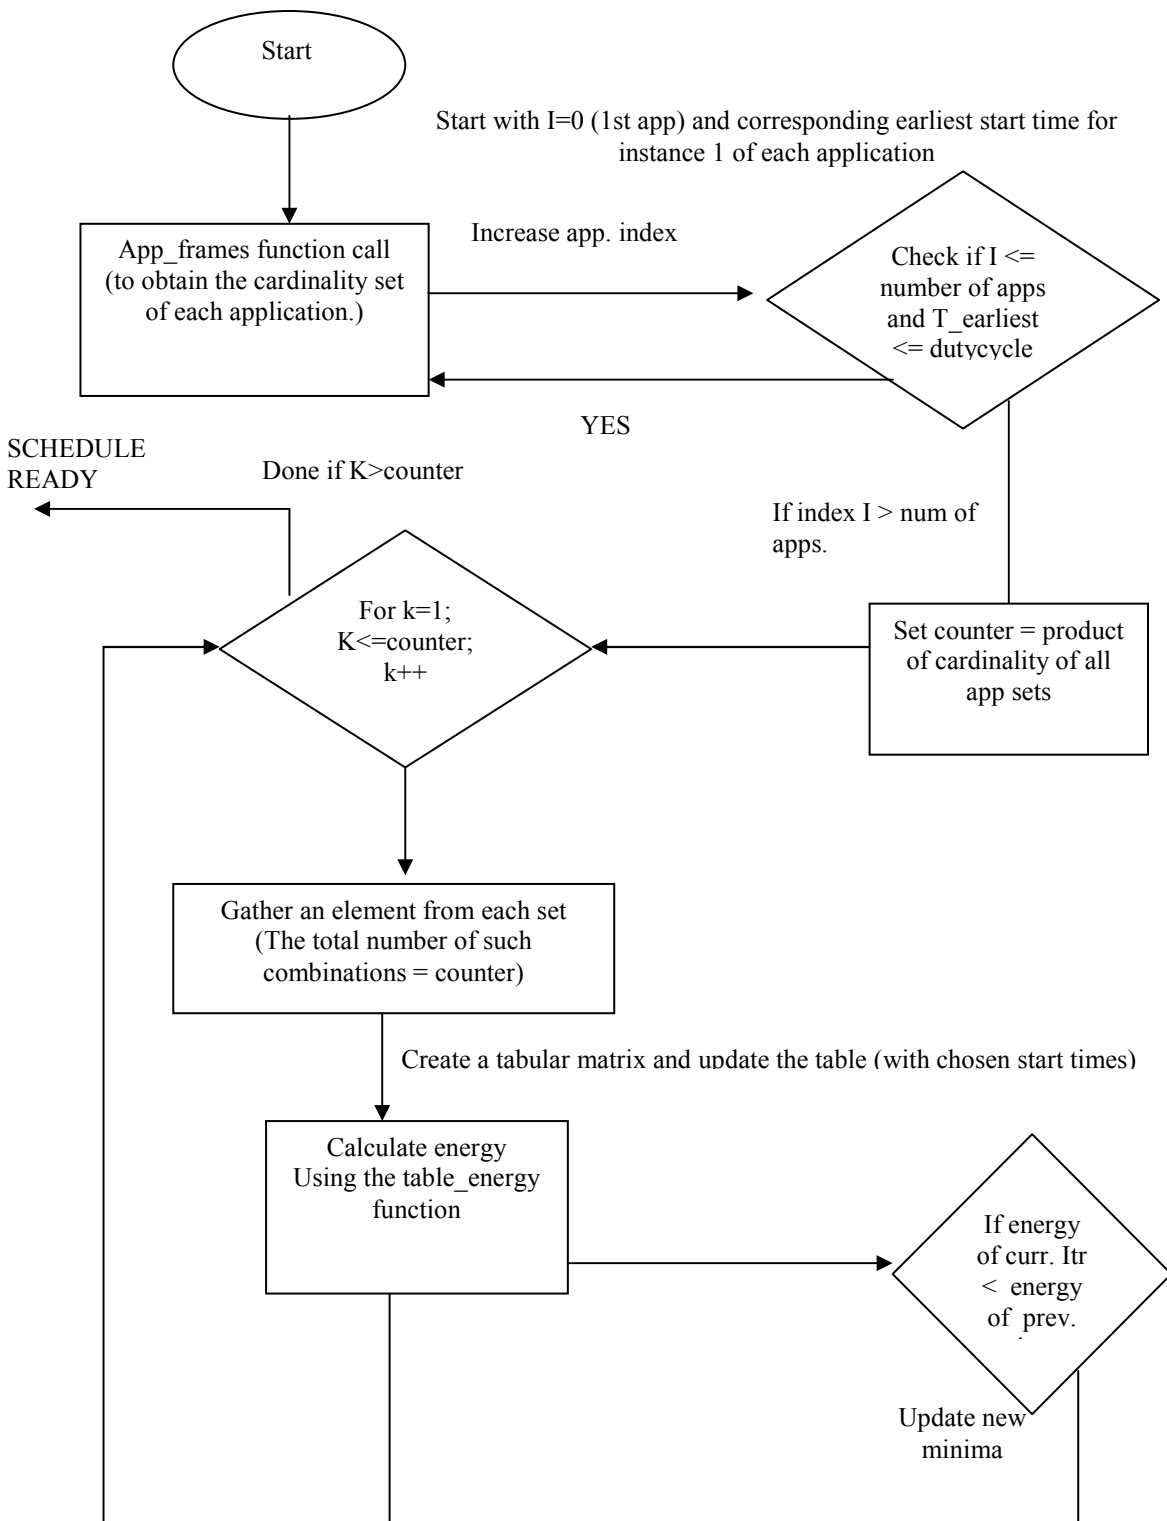 Start
Start with I=0 (1st app) and corresponding earliest start time for
instance 1 of each application
App_frames function call
(to obtain the cardinality set
of each application.)
Increase app. index
Check if I <=
number of apps
and T_earliest
<= dutycycle
YES
SCHEDULE
READY
Done if K>counter
If index I > num of
apps.
For k=1;
K<=counter;
k++
Set counter = product
of cardinality of all
app sets
Gather an element from each set
(The total number of such
combinations = counter)
Create a tabular matrix and update the table (with chosen start times)
Calculate energy
Using the table_energy
function
If energy
of curr. Itr
< energy
of prev.
Update new
minima